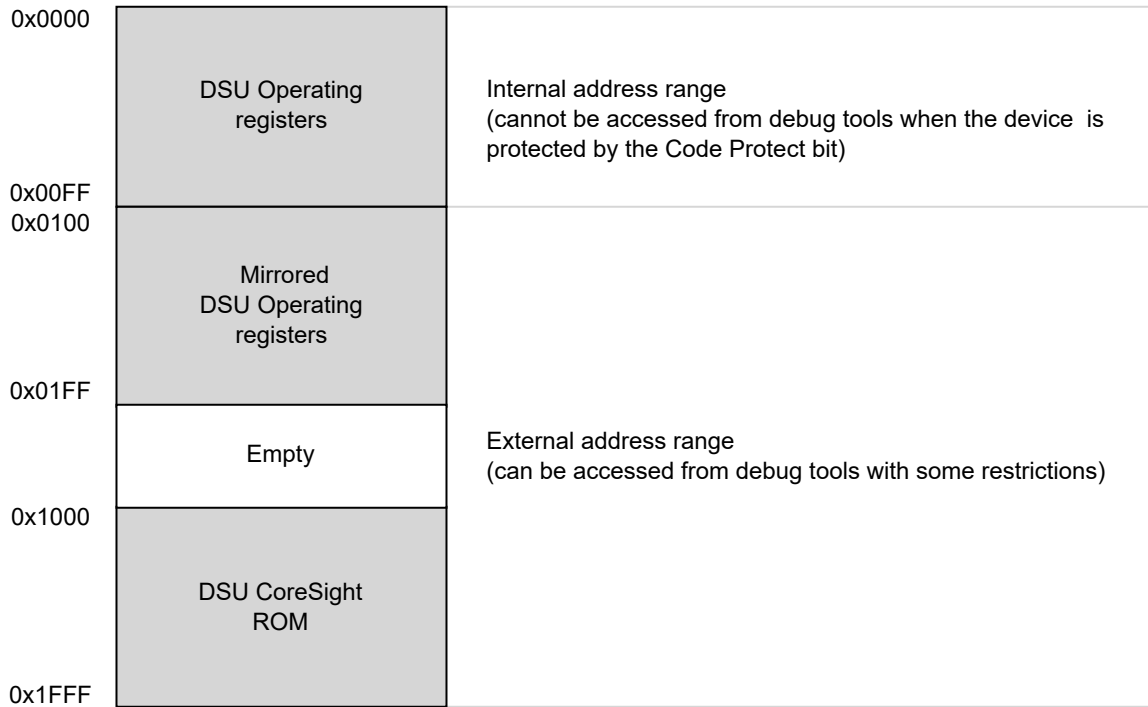 0x0000
DSU Operating
registers
Internal address range
(cannot be accessed from debug tools when the device is
protected by the Code Protect bit)
0x00FF
0x0100
Mirrored
DSU Operating
registers
0x01FF
Empty
External address range
(can be accessed from debug tools with some restrictions)
0x1000
DSU CoreSight
ROM
0x1FFF